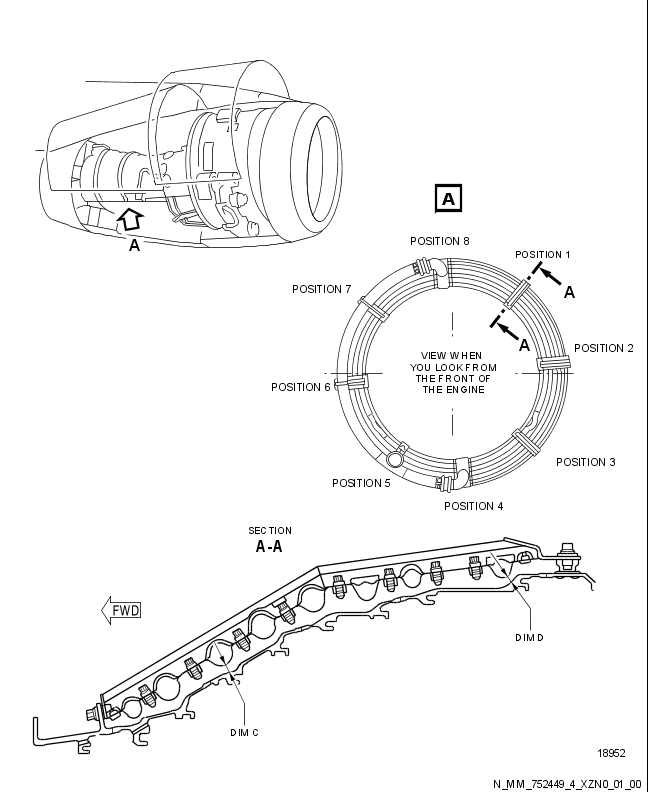 A
A
POSITION 8
POSITION 1
A
POSITION 7
A
POSITION 2
VIEW WHEN
YOU LOOK FROM
THE FRONT OF
THE ENGINE
POSITION 6
POSITION 3
POSITION 5
POSITION 4
SECTION
A-A
FWD
DIM D
DIM C
18952
N_MM_752449_4_XZN0_01_00